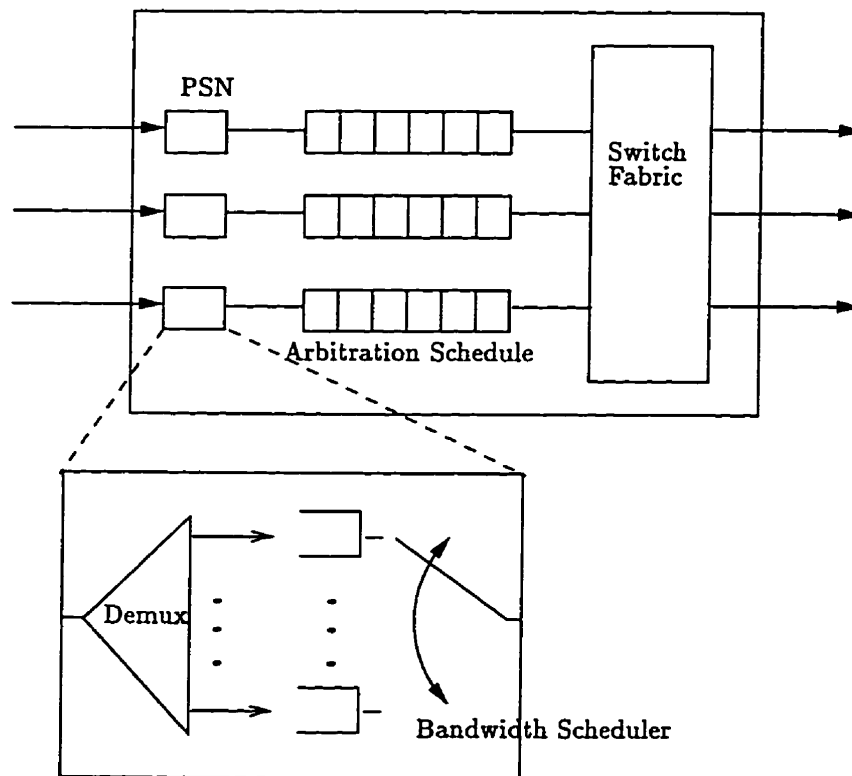 PSN
Switch
Fabric
Arbitration Schedule
Demux
Bandwidth Scheduler